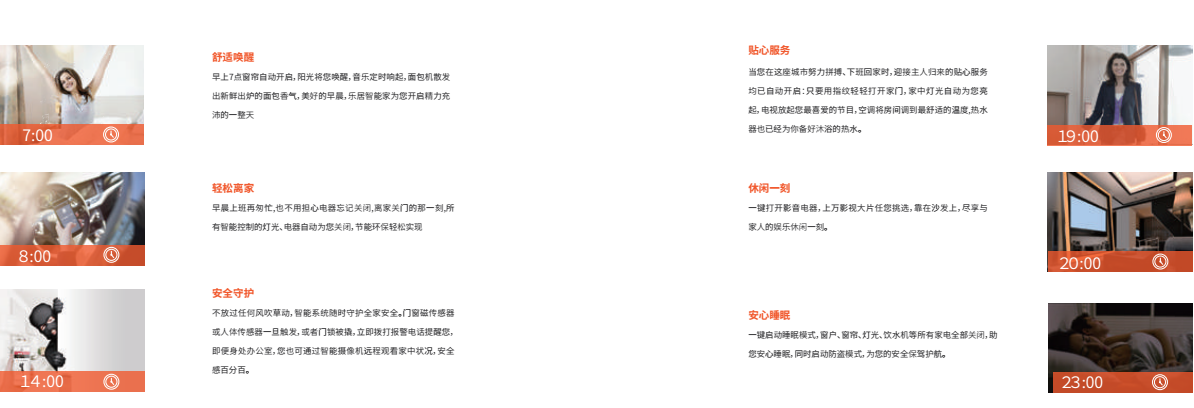 7:00
舒适唤醒
早上7点窗帘自动开启,阳光将您唤醒,音乐定时响起,面包机散发
出新鲜出炉的面包香气,美好的早晨,乐居智能家为您开启精力充
沛的一整天
8:00
轻松离家
早晨上班再匆忙,也不用担心电器忘记关闭,离家关门的那一刻,所
有智能控制的灯光、电器自动为您关闭,节能环保轻松实现
14:00
安全守护
不放过任何风吹草动,智能系统随时守护全家安全。门窗磁传感器
或人体传感器一旦触发,或者门锁被撬,立即拨打报警电话提醒您,
即便身处办公室,您也可通过智能摄像机远程观看家中状况,安全
感百分百。
贴心服务
当您在这座城市努力拼搏、下班回家时,迎接主人归来的贴心服务
均已自动开启:只要用指纹轻轻打开家门,家中灯光自动为您亮
起,电视放起您最喜爱的节目,空调将房间调到最舒适的温度,热水
器也已经为你备好沐浴的热水。
19:00
休闲一刻
一键打开影音电器,上万影视大片任您挑选,靠在沙发上,尽享与
家人的娱乐休闲一刻。
20:00
安心睡眠
一键启动睡眠模式,窗户、窗帘、灯光、饮水机等所有家电全部关闭,助
您安心睡眠,同时启动防盗模式,为您的安全保驾护航。
23:00